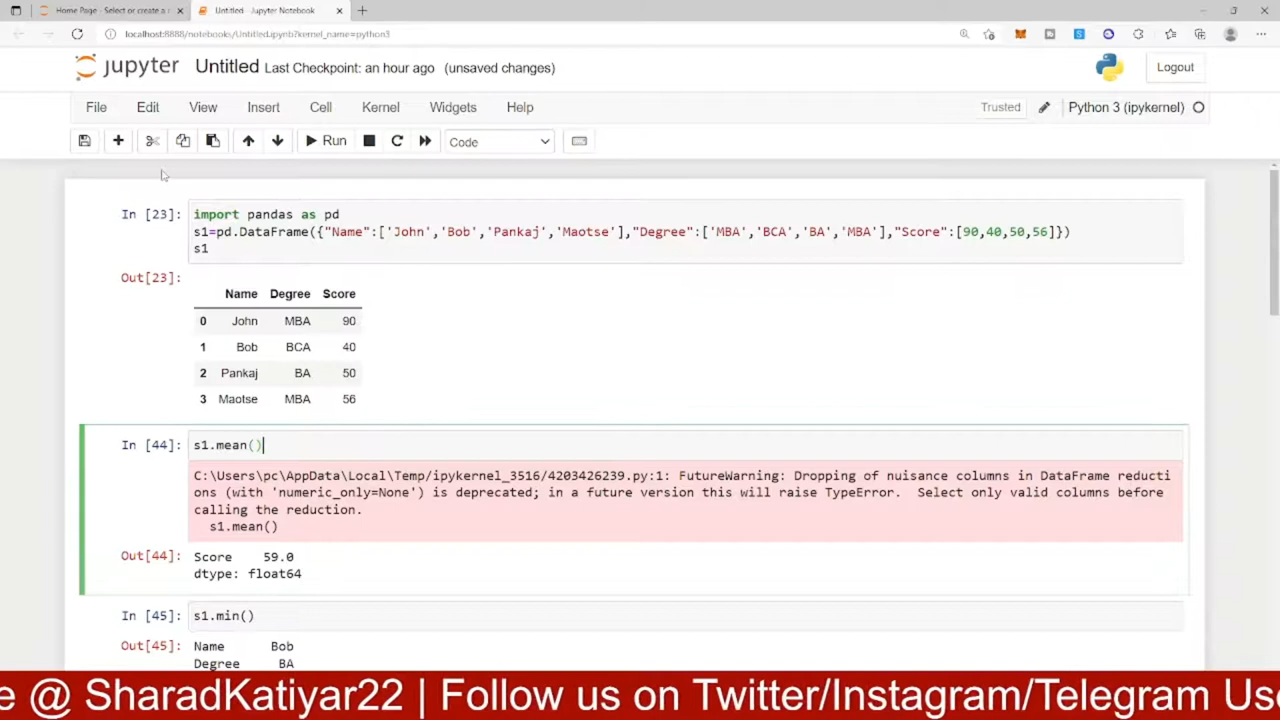 Home Page - Select or create a n
Untitled - Jupyter Notebook
localhost:8888/notebooks/Untitled.ipynb?kernel_name=python3
jupyter Untitled Last Checkpoint: an hour ago (unsaved changes)
Logout
File Edit View Insert Cell Kernel Widgets Help
Trusted
Python 3 (ipykernel)
Run
Code
In [23]: import pandas as pd
s1=pd.DataFrame({"Name":['John','Bob','Pankaj','Maotse'],"Degree":['MBA','BCA','BA','MBA'],"Score":[90,40,50,56]})
s1
Out[23]:
Name Degree Score
0 John MBA 90
1 Bob BCA 40
2 Pankaj BA 50
3 Maotse MBA 56
In [44]: s1.mean()
C:\Users\pc\AppData\Local\Temp/ipykernel_3516/4203426239.py:1: FutureWarning: Dropping of nuisance columns in DataFrame reducti
ons (with 'numeric_only=None') is deprecated; in a future version this will raise TypeError. Select only valid columns before
calling the reduction.
s1.mean()
Out[44]: Score 59.0
dtype: float64
In [45]: s1.min()
Out[45]: Name Bob
Degree BA
e @ SharadKatiyar22 | Follow us on Twitter/Instagram/Telegram Use